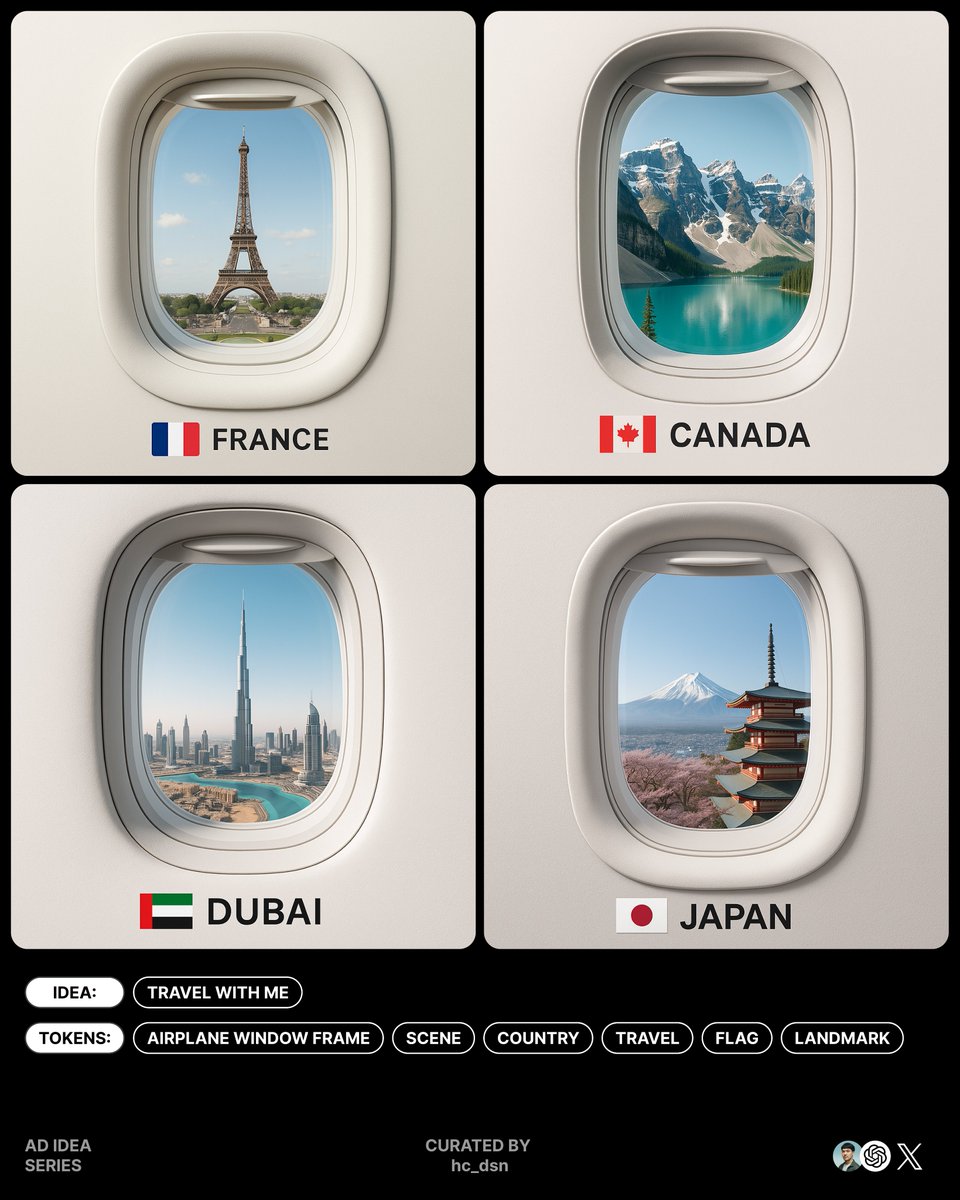 FRANCE
CANADA
DUBAI
JAPAN
IDEA: TRAVEL WITH ME
TOKENS: AIRPLANE WINDOW FRAME SCENE COUNTRY TRAVEL FLAG LANDMARK
AD IDEA
SERIES
CURATED BY
hc_dsn